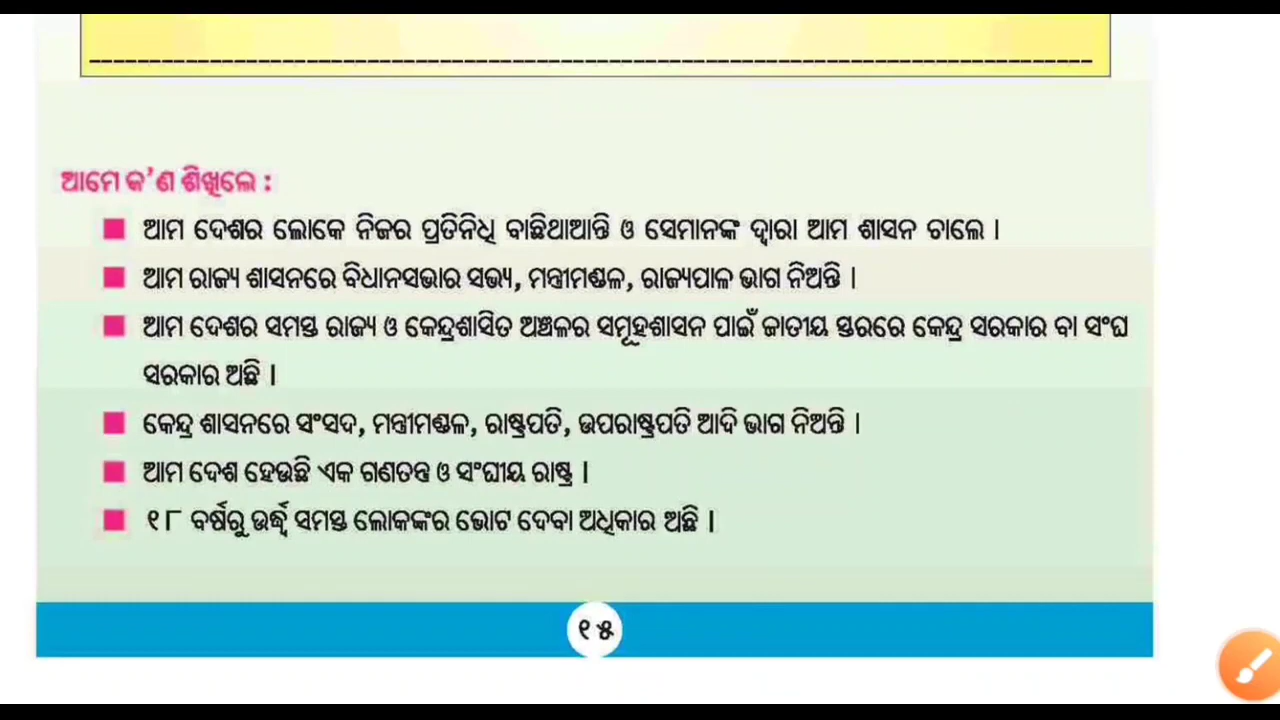 ଆମେ କ'ଣ ଶିଖିଲେ :
ଆମ ଦେଶର ଲୋକେ ନିଜର ପ୍ରତିନିଧି ବାଛିଥାଆନ୍ତି ଓ ସେମାନଙ୍କ ଦ୍ୱାରା ଆମ ଶାସନ ଚାଲେ ।
ଆମ ରାଜ୍ୟ ଶାସନରେ ବିଧାନସଭାର ସଭ୍ୟ, ମନ୍ତ୍ରୀମଣ୍ଡଳ, ରାଜ୍ୟପାଳ ଭାଗ ନିଅନ୍ତି ।
ଆମ ଦେଶର ସମସ୍ତ ରାଜ୍ୟ ଓ କେନ୍ଦ୍ରଶାସିତ ଅଞ୍ଚଳର ସମୂହଶାସନ ପାଇଁ ଜାତୀୟ ସ୍ତରରେ କେନ୍ଦ୍ର ସରକାର ବା ସଂଘ
ସରକାର ଅଛି ।
କେନ୍ଦ୍ର ଶାସନରେ ସଂସଦ, ମନ୍ତ୍ରୀମଣ୍ଡଳ, ରାଷ୍ଟ୍ରପତି, ଉପରାଷ୍ଟ୍ରପତି ଆଦି ଭାଗ ନିଅନ୍ତି ।
ଆମ ଦେଶ ହେଉଛି ଏକ ଗଣତନ୍ତ୍ର ଓ ସଂଘୀୟ ରାଷ୍ଟ୍ର ।
୧୮ ବର୍ଷରୁ ଉର୍ଦ୍ଧ୍ୱ ସମସ୍ତ ଲୋକଙ୍କର ଭୋଟ ଦେବା ଅଧିକାର ଅଛି ।
୧୫